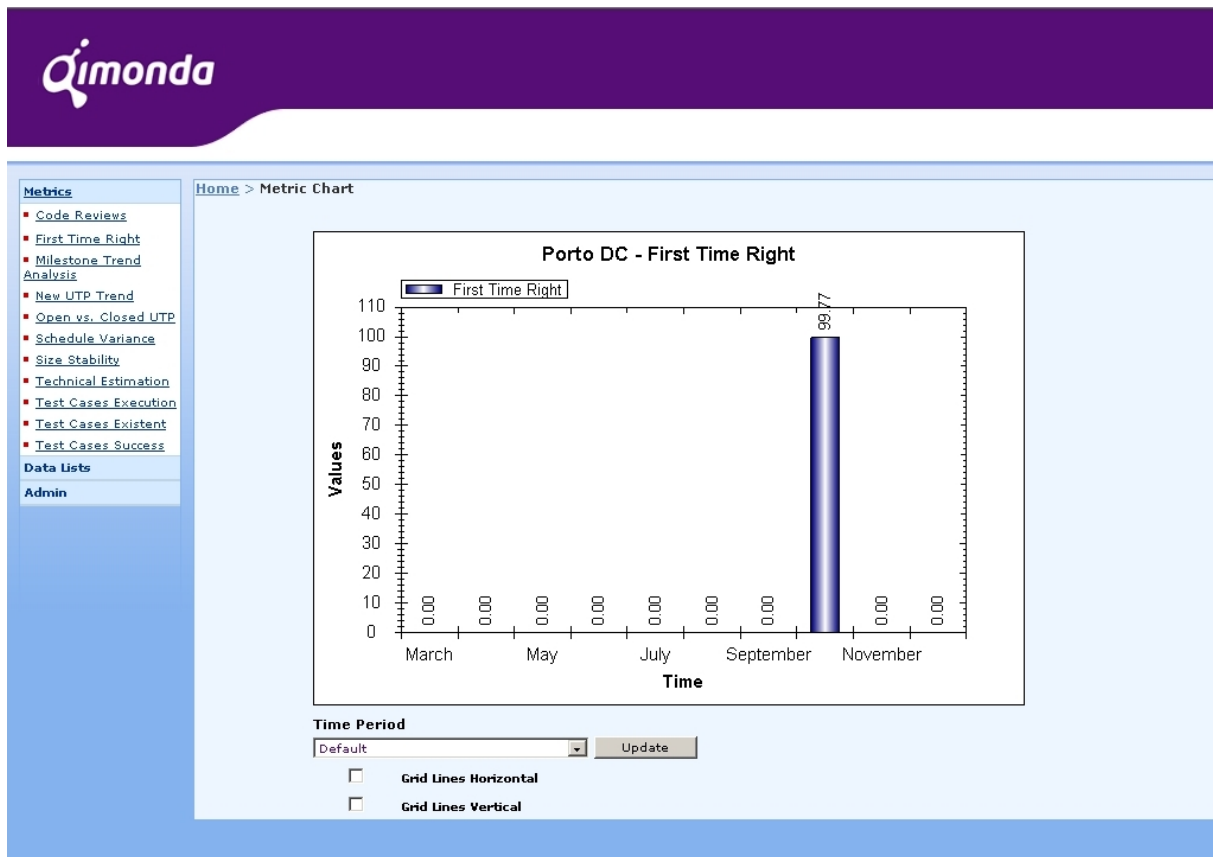 Qimonda
Metrics
Code Reviews
First Time Right
Milestone Trend
Analysis
New UTP Trend
Open vs. Closed UTP
Schedule Variance
Size Stability
Technical Estimation
Test Cases Execution
Test Cases Existent
Test Cases Success
Data Lists
Admin
Home > Metric Chart
Porto DC - First Time Right
First Time Right
110
100
90
80
70
60
50
40
30
20
10
0
Values
0.00
0.00
0.00
0.00
0.00
0.00
0.00
99.77
0.00
0.00
March May July September November
Time
Time Period
Default
Update
Grid Lines Horizontal
Grid Lines Vertical